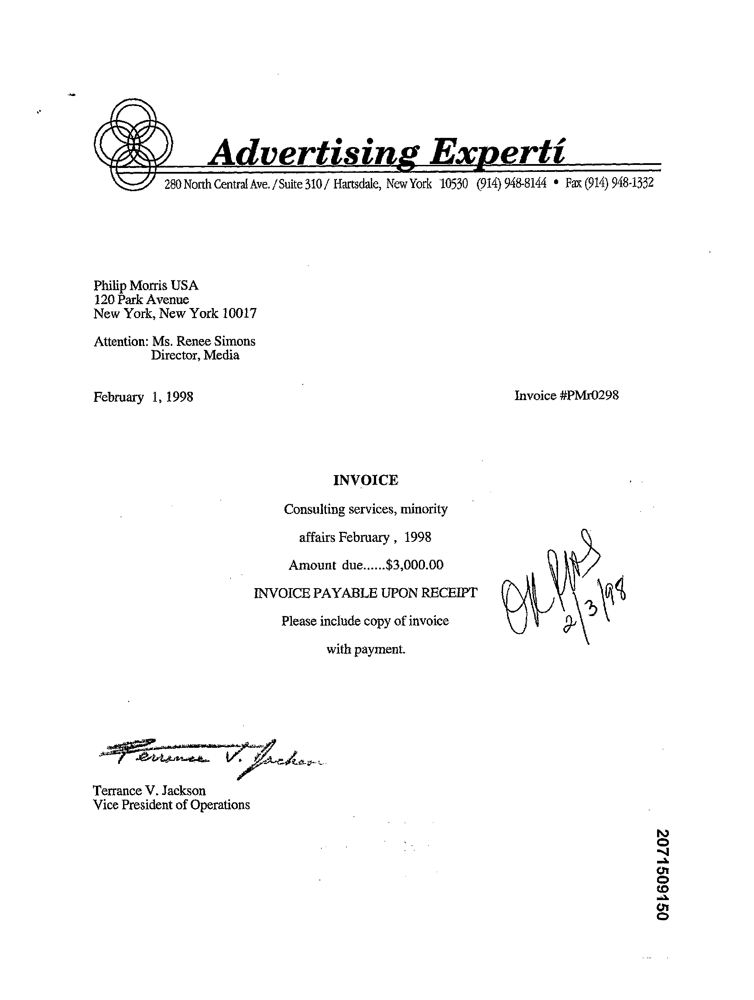 Advertising Expertí
280 North Central Ave. / Suite 310 / Hartsdale, New York 10530 (914) 948-8144 • Fax (914) 948-1332
Philip Morris USA
120 Park Avenue
New York, New York 10017
Attention: Ms. Renee Simons
Director, Media
February 1, 1998
Invoice #PMr0298
INVOICE
Consulting services, minority
affairs February , 1998
Amount due......$3,000.00
INVOICE PAYABLE UPON RECEIPT
Please include copy of invoice
with payment.
OK
2/3/98
Terrance V. Jackson
Terrance V. Jackson
Vice President of Operations
2071509150